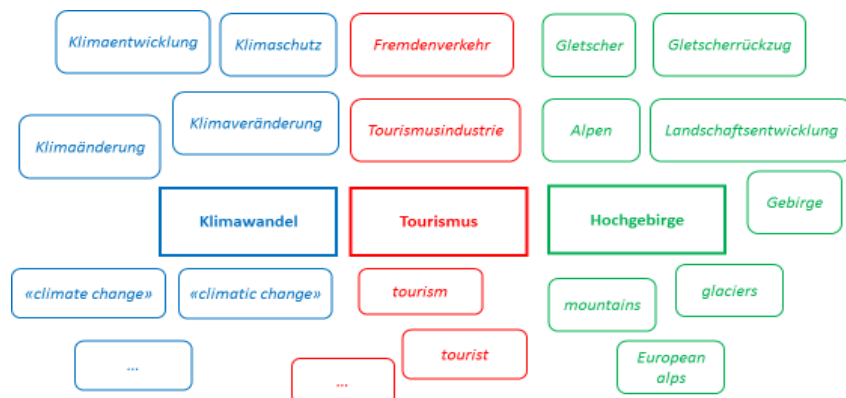 Klimaentwicklung
Klimaschutz
Fremdenverkehr
Gletscher
Gletscherrückzug
Klimaänderung
Klimaveränderung
Tourismusindustrie
Alpen
Landschaftsentwicklung
Klimawandel
Tourismus
Hochgebirge
Gebirge
«climate change»
«climatic change»
tourism
mountains
glaciers
...
...
tourist
European
alps